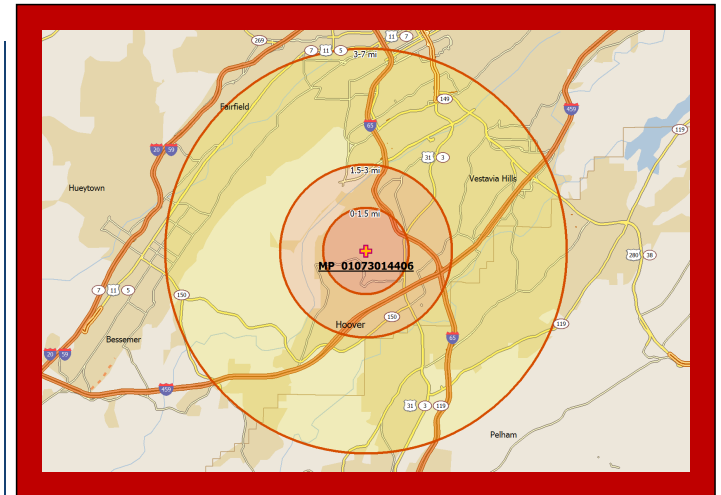 269
11 7
7 11 5
3-7 mi
149
Fairfield
65
459
119
20 59
31 3
1.5-3 mi
Vestavia Hills
Hueytown
0-1.5 mi
MP 01073014406
280 38
7 11 5
150
150
Hoover
119
65
Bessemer
20 59
459
31 3 119
Pelham